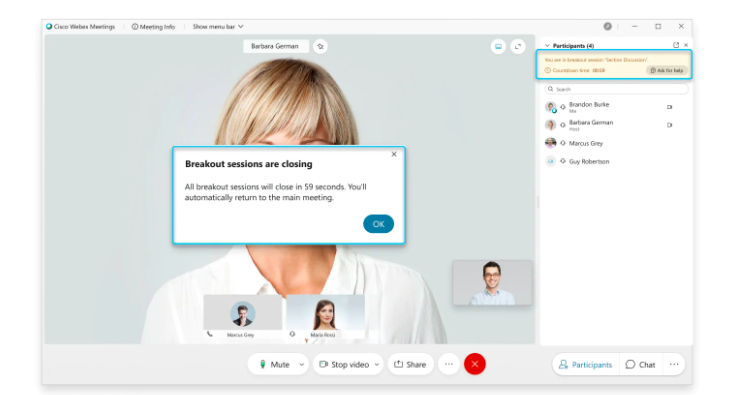 Cisco Webex Meetings
Meeting Info
Show menu bar
Barbara German
Participants (4)
You are in breakout session 'Section Discussion'
Countdown timer 00:59
Ask for help
Search
Brandon Burke
Me
Barbara German
Host
Marcus Grey
Guy Robertson
Breakout sessions are closing
All breakout sessions will close in 59 seconds. You'll
automatically return to the main meeting.
OK
Marcus Grey
Maria Rossi
Mute
Stop video
Share
Participants
Chat